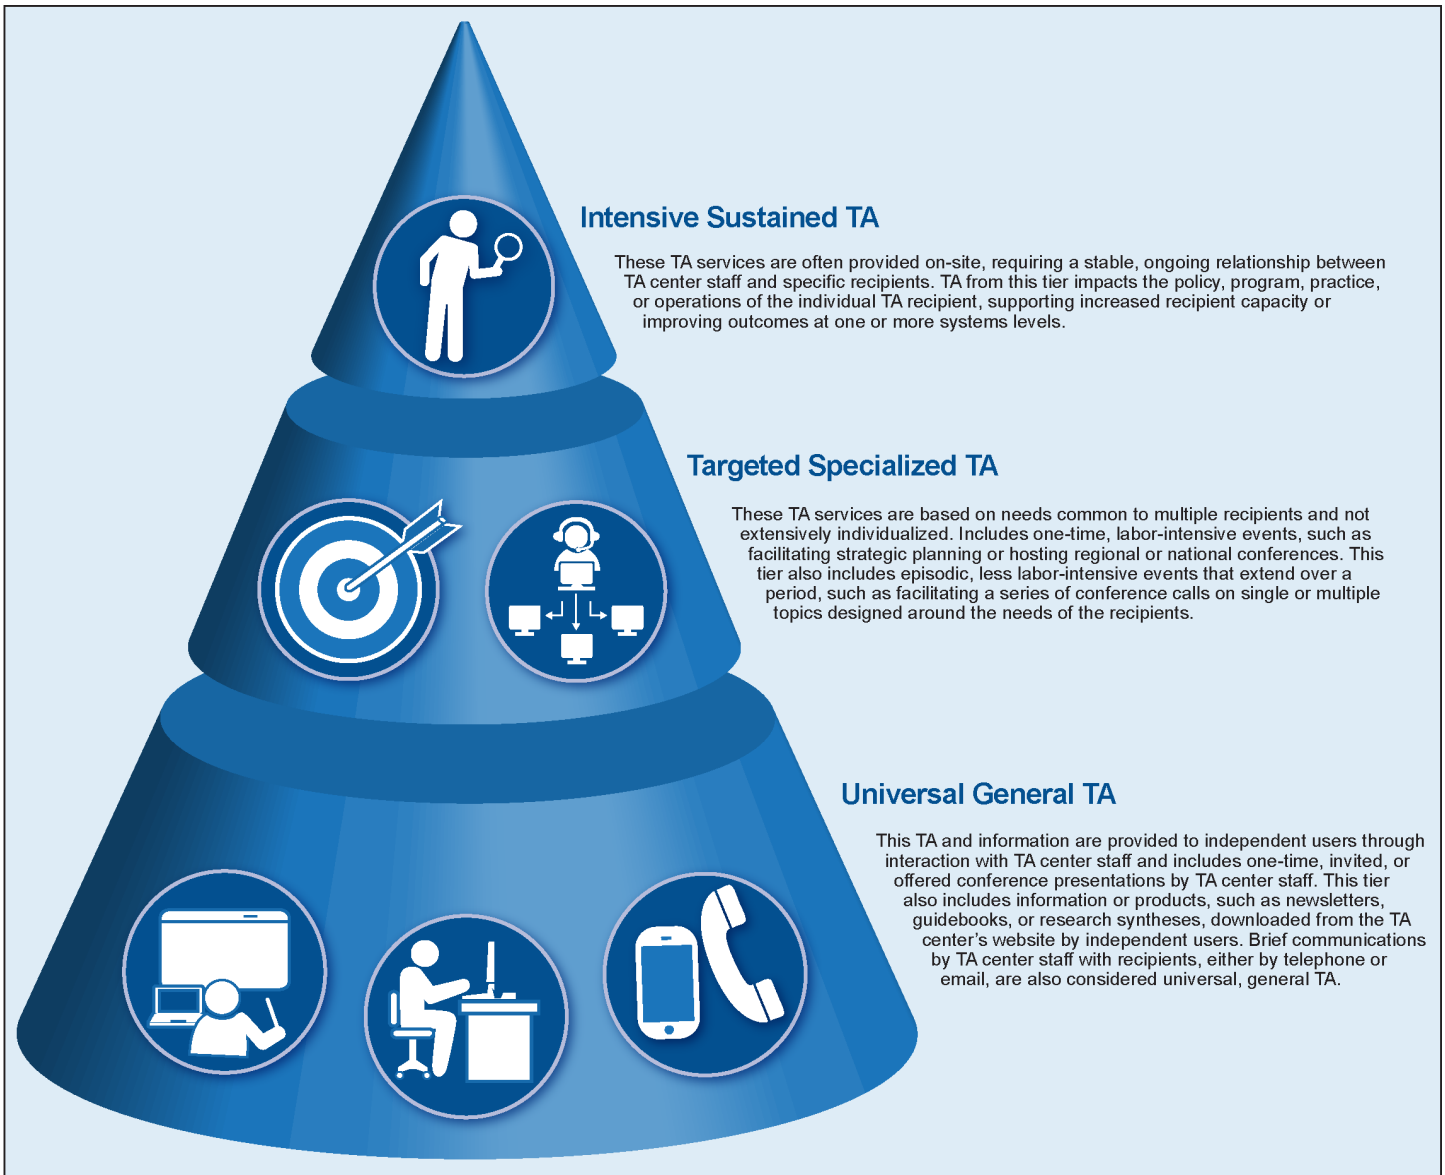 Intensive Sustained TA
These TA services are often provided on-site, requiring a stable, ongoing relationship between
TA center staff and specific recipients. TA from this tier impacts the policy, program, practice,
or operations of the individual TA recipient, supporting increased recipient capacity or
improving outcomes at one or more systems levels.
Targeted Specialized TA
These TA services are based on needs common to multiple recipients and not
extensively individualized. Includes one-time, labor-intensive events, such as
facilitating strategic planning or hosting regional or national conferences. This
tier also includes episodic, less labor-intensive events that extend over a
period, such as facilitating a series of conference calls on single or multiple
topics designed around the needs of the recipients.
Universal General TA
This TA and information are provided to independent users through
interaction with TA center staff and includes one-time, invited, or
offered conference presentations by TA center staff. This tier
also includes information or products, such as newsletters,
guidebooks, or research syntheses, downloaded from the TA
center’s website by independent users. Brief communications
by TA center staff with recipients, either by telephone or
email, are also considered universal, general TA.